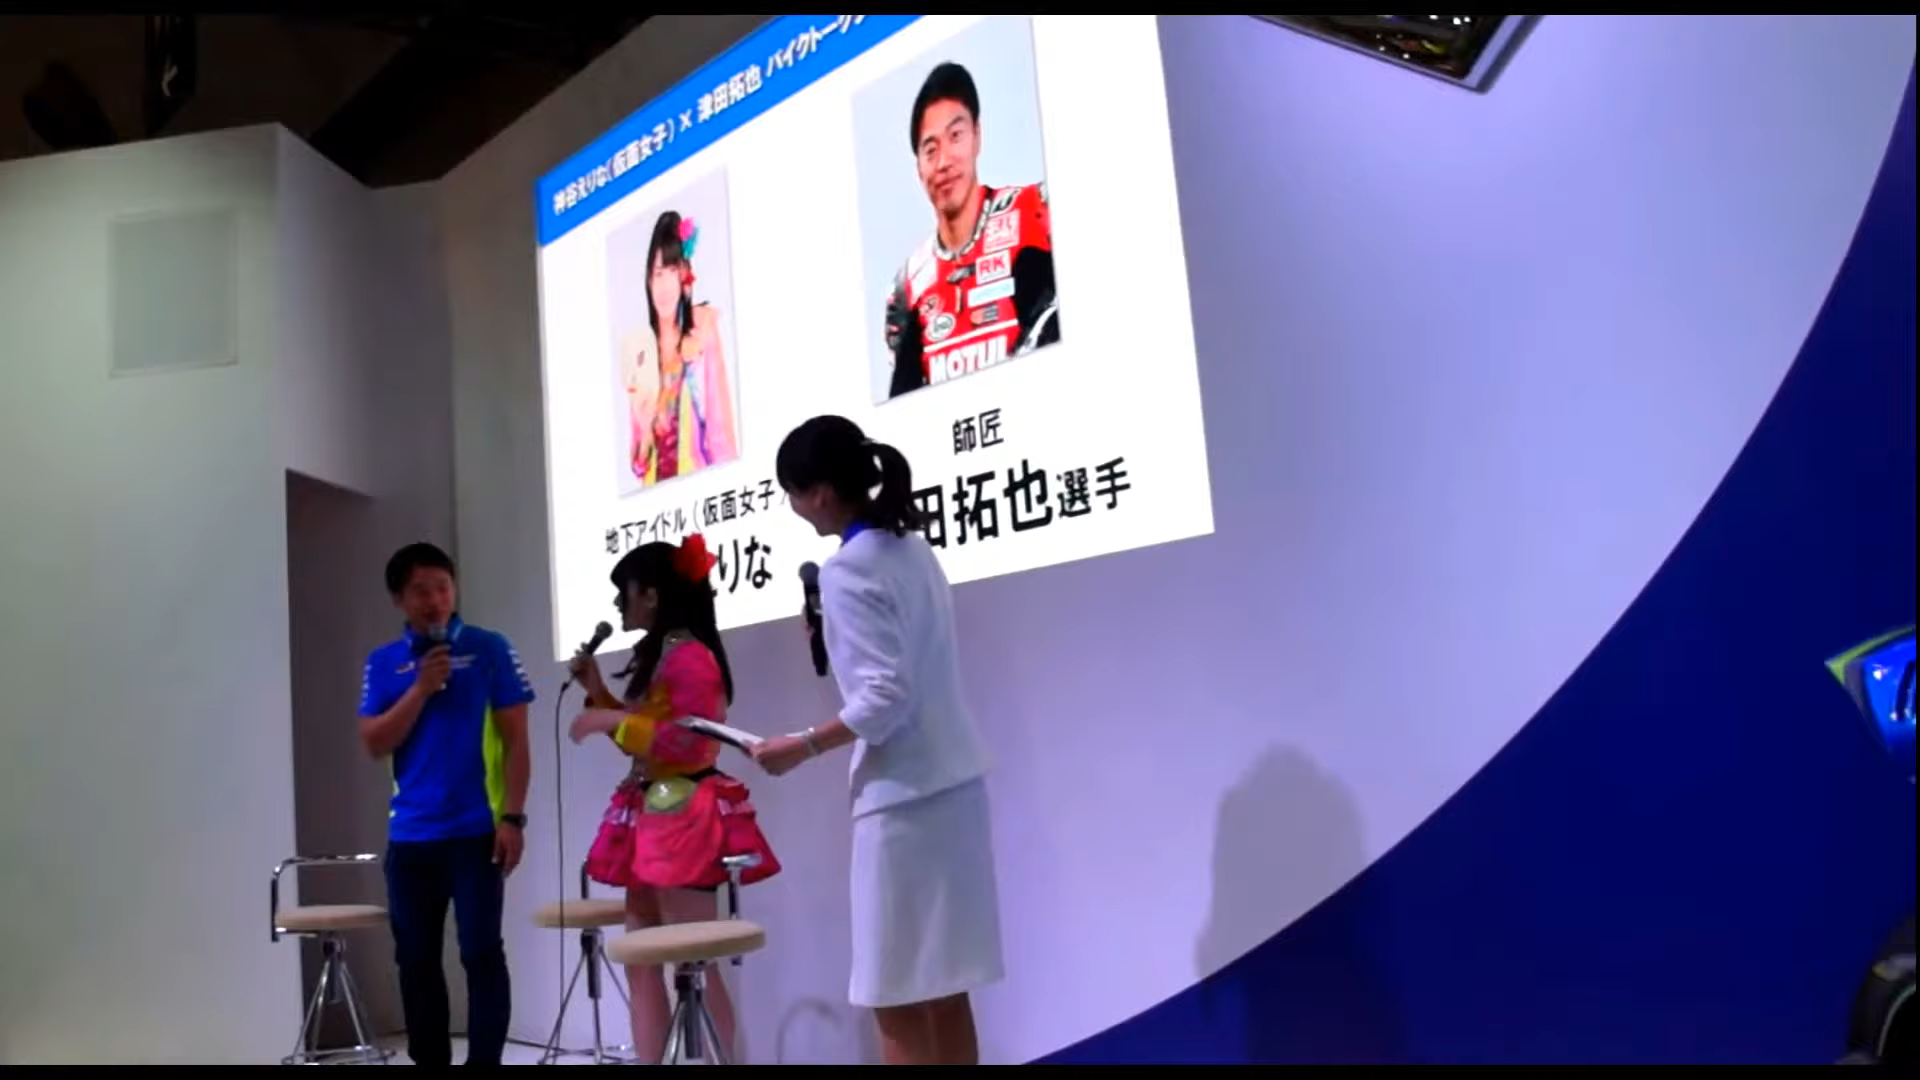 神谷えりな(仮面女子) × 津田拓也 バイクトーク
RK
MOTUL
師匠
田拓也選手
地下アイドル(仮面女子
りな